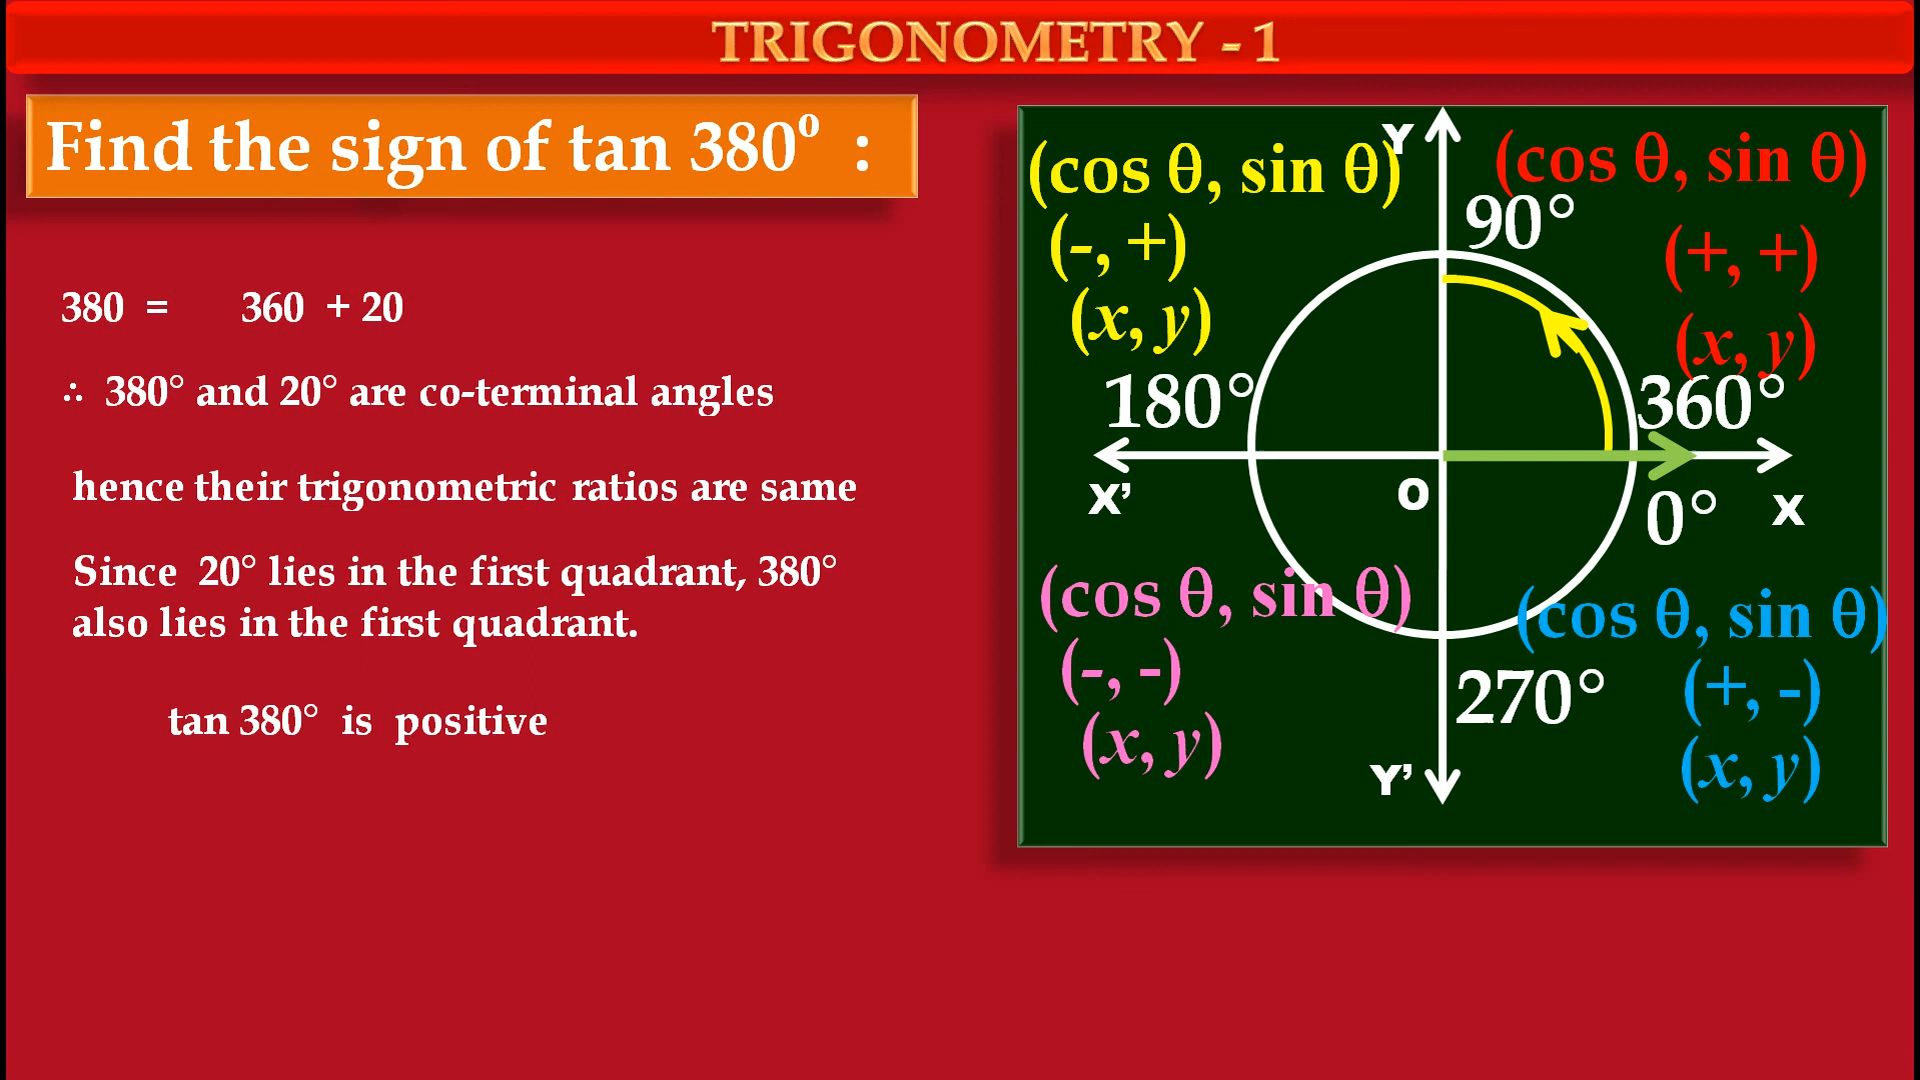 TRIGONOMETRY - 1
Find the sign of tan 380º :
380 = 360 + 20
∴ 380° and 20° are co-terminal angles
hence their trigonometric ratios are same
Since 20° lies in the first quadrant, 380°
also lies in the first quadrant.
tan 380° is positive
Y
(cos θ, sin θ)
(-, +)
(x, y)
(cos θ, sin θ)
(+, +)
(x, y)
90°
180°
360°
X'
O
0°
X
(cos θ, sin θ)
(-, -)
(x, y)
(cos θ, sin θ)
(+, -)
(x, y)
270°
Y'